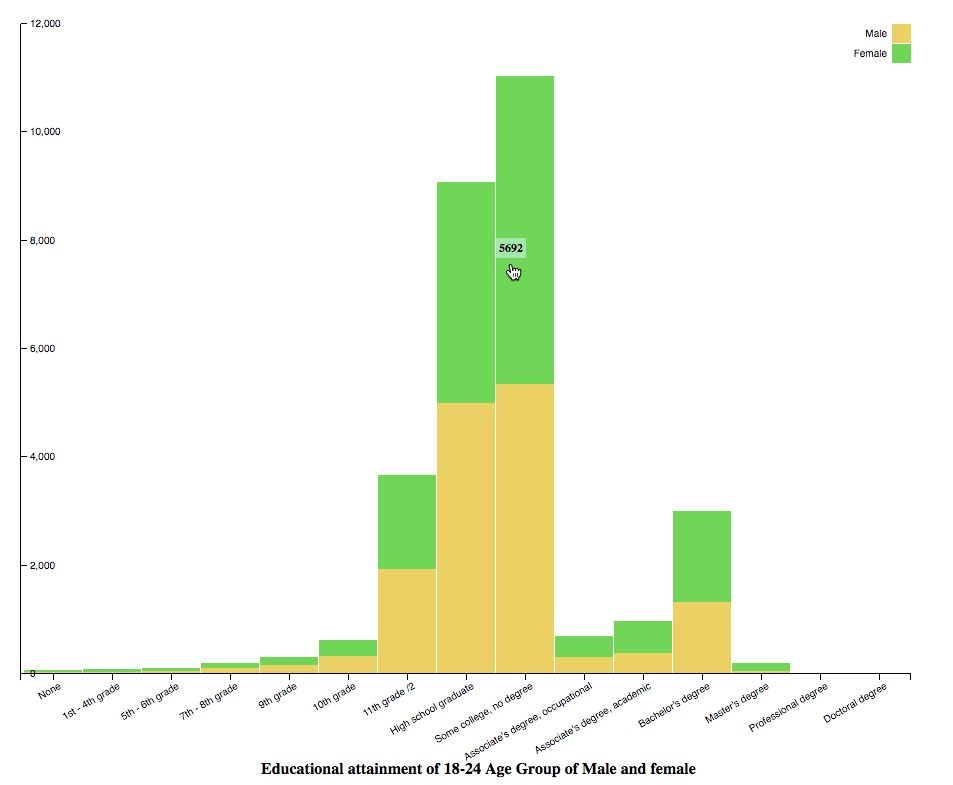 12,000
Male
Female
10,000
8,000
5692
6,000
4,000
2,000
0
None
1st - 4th grade
5th - 6th grade
7th - 8th grade
9th grade
10th grade
11th grade /2
High school graduate
Some college, no degree
Associate's degree, occupational
Associate's degree, academic
Bachelor's degree
Master's degree
Professional degree
Doctoral degree
Educational attainment of 18-24 Age Group of Male and female